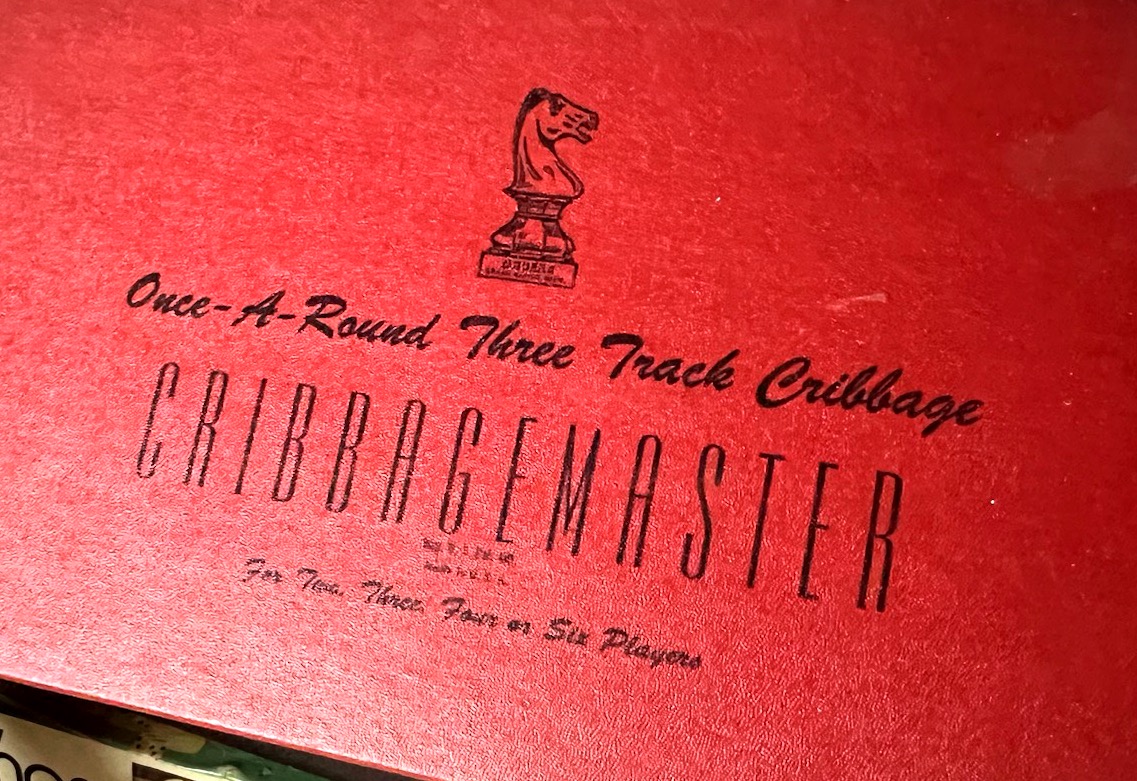 Once-A-Round Three Track Cribbage
CRIBBAGEMASTER
For Two, Three, Four or Six Players